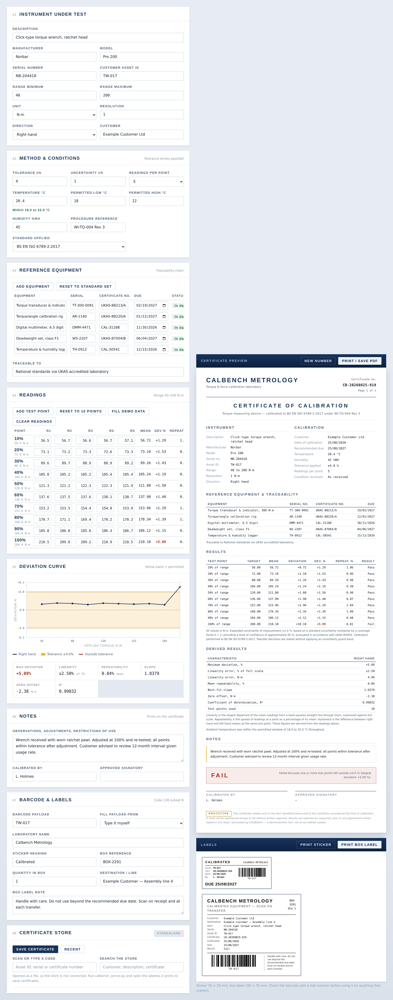 01 INSTRUMENT UNDER TEST
DESCRIPTION
Click-type torque wrench, ratchet head
MANUFACTURER MODEL
Norbar Pro 200
SERIAL NUMBER CUSTOMER ASSET ID
NB-204418 TW-017
RANGE MINIMUM RANGE MAXIMUM
40 200
UNIT RESOLUTION
N·m 1
DIRECTION CUSTOMER
Right hand Example Customer Ltd
02 METHOD & CONDITIONS Tolerance drives pass/fail
TOLERANCE ±% UNCERTAINTY ±% READINGS PER POINT
4 1 5
TEMPERATURE °C PERMITTED LOW °C PERMITTED HIGH °C
20.4 18 22
Within 18.0 to 22.0 °C
HUMIDITY %RH PROCEDURE REFERENCE
45 WI-TQ-004 Rev 3
STANDARD APPLIED
BS EN ISO 6789-2:2017
03 REFERENCE EQUIPMENT Traceability chain
ADD EQUIPMENT RESET TO STANDARD SET
EQUIPMENT SERIAL CERTIFICATE NO. DUE STATUS
Torque transducer & indicato TT-300-0091 UKAS-88213/A 02/19/2027 In da
Torque/angle calibration rig AR-1140 UKAS-88220/A 01/12/2027 In da
Digital multimeter, 6.5 digit DMM-4471 CAL-31188 11/30/2026 In da
Deadweight set, class F1 WS-2207 UKAS-87004/B 06/04/2027 In da
Temperature & humidity logg TH-0912 CAL-30541 12/15/2026 In da
TRACEABLE TO
National standards via UKAS accredited laboratory
04 READINGS Range 40–200 N·m
ADD TEST POINT RESET TO 10 POINTS FILL DEMO DATA
CLEAR READINGS
POINT R1 R2 R3 R4 R5 MEAN DEV % REPEAT
10% 56.5 56.7 56.6 56.7 57.1 56.72 +1.29 1.
56.0 N·m
20% 73.1 73.2 73.3 72.6 73.3 73.10 +1.53 0.
72.0 N·m
30% 89.6 89.7 88.9 88.9 89.2 89.26 +1.43 0.
88.0 N·m
40% 105.0 105.2 105.2 105.4 105.4 105.24 +1.19 0.
104.0 N·m
50% 121.3 121.2 122.3 122.3 121.9 121.80 +1.50 0.
120.0 N·m
60% 137.6 137.5 137.6 138.1 138.7 137.90 +1.40 0.
136.0 N·m
70% 153.2 153.5 154.4 154.8 153.9 153.96 +1.29 1.
152.0 N·m
80% 170.7 171.1 169.4 170.2 170.3 170.34 +1.39 1.
168.0 N·m
90% 185.8 186.0 185.8 186.3 186.7 186.12 +1.15 0.
184.0 N·m
100% 210.5 209.8 209.2 210.9 210.5 210.18 +5.09 0.
200.0 N·m
05 DEVIATION CURVE Yellow band = permitted
+6.1
+4.0
0.0
-4.0
-6.1
DEVIATION %
56 88 120 152 184
APPLIED TORQUE N·M
Right hand Tolerance ±4.0% Outside tolerance
MAX DEVIATION LINEARITY REPEATABILITY SLOPE
+5.09% ±2.50% of FS 0.84% mean 1.0379
ZERO OFFSET R²
-2.38 N·m 0.99832
06 NOTES Prints on the certificate
OBSERVATIONS, ADJUSTMENTS, RESTRICTIONS OF USE
Wrench received with worn ratchet pawl. Adjusted at 100% and re-tested; all points
within tolerance after adjustment. Customer advised to review 12-month interval given
usage rate.
CALIBRATED BY APPROVED SIGNATORY
L. Holmes
07 BARCODE & LABELS Code 128 subset B
BARCODE PAYLOAD FILL PAYLOAD FROM
TW-017 Type it myself
LABORATORY NAME
Calbench Metrology
STICKER HEADING BOX REFERENCE
Calibrated BOX-2291
QUANTITY IN BOX DESTINATION / LINE
1 Example Customer — Assembly line 4
BOX LABEL NOTE
Handle with care. Do not use beyond the recommended due date. Scan on receipt and at
each transfer.
08 CERTIFICATE STORE STANDALONE
SAVE CERTIFICATE RECENT
SCAN OR TYPE A CODE SEARCH THE STORE
Asset ID, serial or certificate number Customer, description, certificate
Opened as a file, so the store is not connected. Run calbench_server.py and open the address it prints to
save certificates.
CERTIFICATE PREVIEW NEW NUMBER PRINT / SAVE PDF
CALBENCH METROLOGY Certificate no.
Torque & force calibration laboratory CB-20260825-919
Page 1 of 1
CERTIFICATE OF CALIBRATION
Torque measuring device — calibrated to BS EN ISO 6789-2:2017 under WI-TQ-004 Rev 3
INSTRUMENT
Description Click-type torque wrench,
ratchet head
Manufacturer Norbar
Model Pro 200
Serial no. NB-204418
Asset ID TW-017
Range 40 to 200 N·m
Resolution 1 N·m
Direction Right hand
CALIBRATION
Customer Example Customer Ltd
Date of calibration 25/08/2026
Recommended due 25/08/2027
Temperature 20.4 °C
Humidity 45 %RH
Tolerance applied ±4.0 %
Readings per point 5
Condition received As received
REFERENCE EQUIPMENT & TRACEABILITY
EQUIPMENT SERIAL NO. CERTIFICATE NO. DUE
Torque transducer & indicator, 300 N·m TT-300-0091 UKAS-88213/A 19/02/2027
Torque/angle calibration rig AR-1140 UKAS-88220/A 12/01/2027
Digital multimeter, 6.5 digit DMM-4471 CAL-31188 30/11/2026
Deadweight set, class F1 WS-2207 UKAS-87004/B 04/06/2027
Temperature & humidity logger TH-0912 CAL-30541 15/12/2026
Traceable to National standards via UKAS accredited laboratory.
RESULTS
TEST POINT TARGET MEAN DEVIATION DEV. % REPEAT. % RESULT
10% of range 56.00 56.72 +0.72 +1.29 1.06 Pass
20% of range 72.00 73.10 +1.10 +1.53 0.96 Pass
30% of range 88.00 89.26 +1.26 +1.43 0.90 Pass
40% of range 104.00 105.24 +1.24 +1.19 0.38 Pass
50% of range 120.00 121.80 +1.80 +1.50 0.90 Pass
60% of range 136.00 137.90 +1.90 +1.40 0.87 Pass
70% of range 152.00 153.96 +1.96 +1.29 1.04 Pass
80% of range 168.00 170.34 +2.34 +1.39 1.00 Pass
90% of range 184.00 186.12 +2.12 +1.15 0.48 Pass
100% of range 200.00 210.18 +10.18 +5.09 0.81 Fail
All values in N·m. Expanded uncertainty of measurement ±1.0 %, based on a standard uncertainty multiplied by a coverage
factor k = 2, providing a level of confidence of approximately 95 %, evaluated in accordance with UKAS M3003. Calibration
performed to BS EN ISO 6789-2:2017. Pass/fail decisions are stated without applying an uncertainty guard band.
DERIVED RESULTS
CHARACTERISTIC RIGHT HAND
Maximum deviation, % +5.09
Linearity error, % of full scale ±2.50
Linearity error, N·m 4.99
Mean repeatability, % 0.84
Best-fit slope 1.0379
Zero offset, N·m -2.38
Coefficient of determination, R² 0.99832
Test points used 10
Linearity is the largest departure of the mean readings from a least-squares straight line through them, expressed against full
scale. Repeatability is the spread of readings at a point as a percentage of its mean. Hysteresis is the difference between right
hand and left hand means at the same test point. These figures are derived from the readings above.
Ambient temperature was within the permitted window of 18.0 to 22.0 °C throughout.
NOTES
Wrench received with worn ratchet pawl. Adjusted at 100% and re-tested; all points within tolerance after
adjustment. Customer advised to review 12-month interval given usage rate.
FAIL Failed because one or more test points fall outside ±4.0 % (largest
deviation +5.09 %).
CALIBRATED BY APPROVED SIGNATORY
L. Holmes —
PROTOTYPE This certificate relates only to the item identified above and to the conditions recorded at the time of calibration.
It must not be reproduced except in full without written approval. Results are reported as measured, prior to any adjustment unless
stated in the notes. Generated by CALBENCH — a demonstration tool, not an accredited system.
LABELS PRINT STICKER PRINT BOX LABEL
CALIBRATED CALBENCH METROLOGY
Asset TW-017
Cert CB-20260825-919
Date 25/08/2026
By L. Holmes
TW-017
DUE 25/08/2027
CALBENCH METROLOGY BOX-
2291
CALIBRATED EQUIPMENT — SCAN ON Qty 1
TRANSFER
Customer Example Customer Ltd
Destination Example Customer — Assembly line 4
Item Click-type torque wrench, ratchet head
Serial NB-204418
Asset ID TW-017
Certificate CB-20260825-919
Calibrated 25/08/2026
Due 25/08/2027
Result Fail
TW-017
Handle with care. Do not
use beyond the
recommended due date.
Scan on receipt and at
each transfer.
Sticker 70 × 32 mm, box label 100 × 70 mm. Check the barcode with a real scanner before using it on anything that
matters.